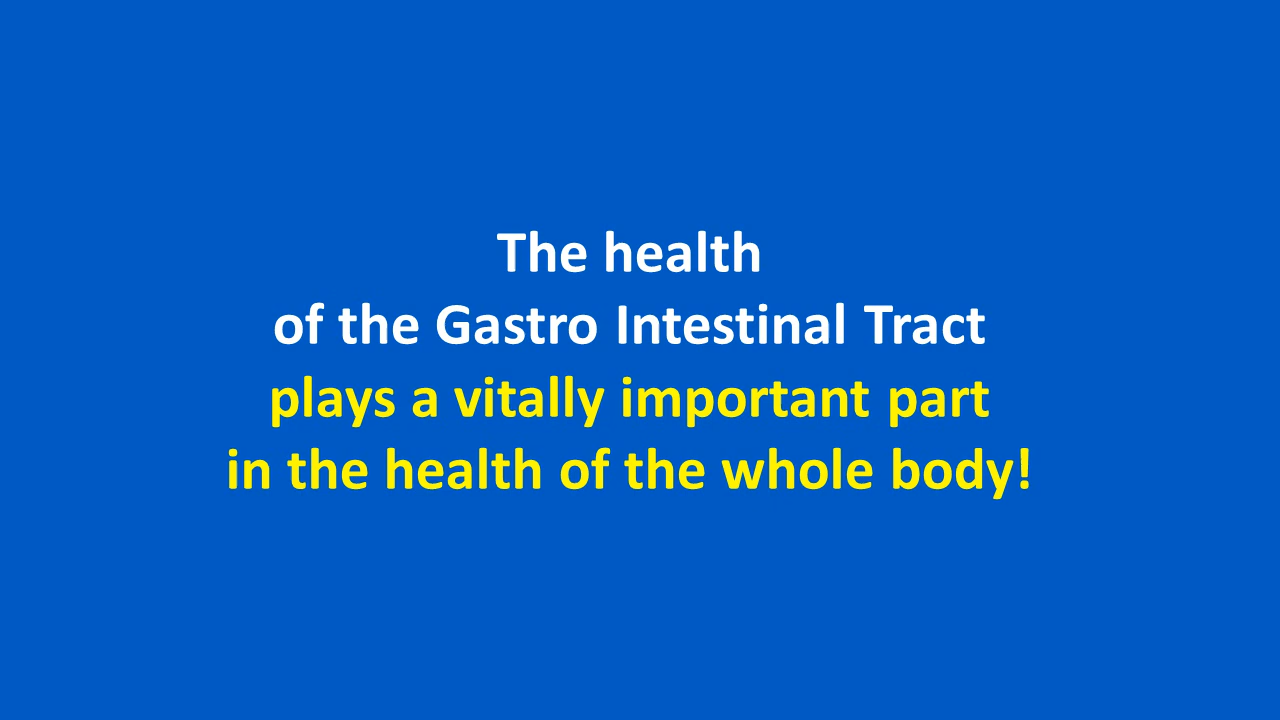 The health
of the Gastro Intestinal Tract
plays a vitally important part
in the health of the whole body!